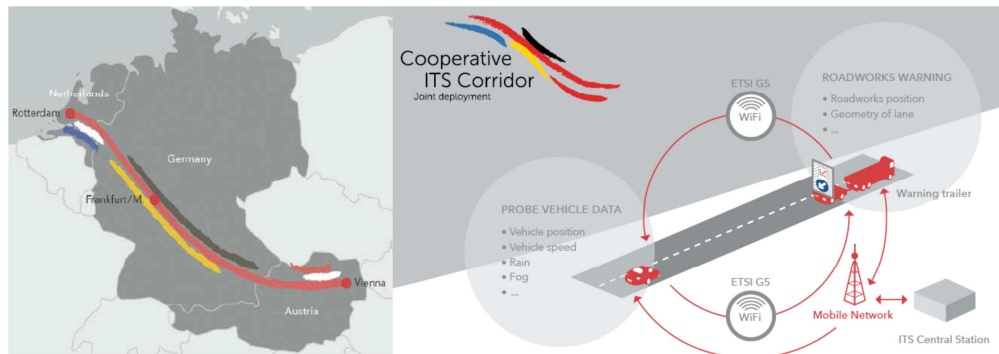 Netherlands
Rotterdam
Germany
Frankfurt/M.
Vienna
Austria
Cooperative
ITS Corridor
Joint deployment
ETSI G5
WiFi
ROADWORKS WARNING
• Roadworks position
• Geometry of lane
• ...
Warning trailer
PROBE VEHICLE DATA
• Vehicle position
• Vehicle speed
• Rain
• Fog
• ...
ETSI G5
WiFi
Mobile Network
ITS Central Station